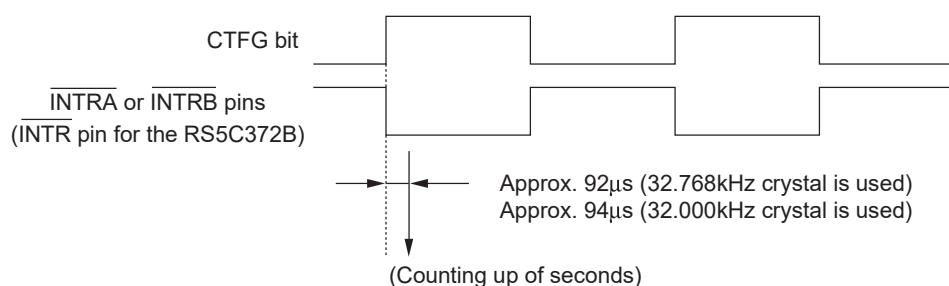 CTFG bit
INTRA or INTRB pins
(INTR pin for the RS5C372B)
Approx. 92μs (32.768kHz crystal is used)
Approx. 94μs (32.000kHz crystal is used)
(Counting up of seconds)